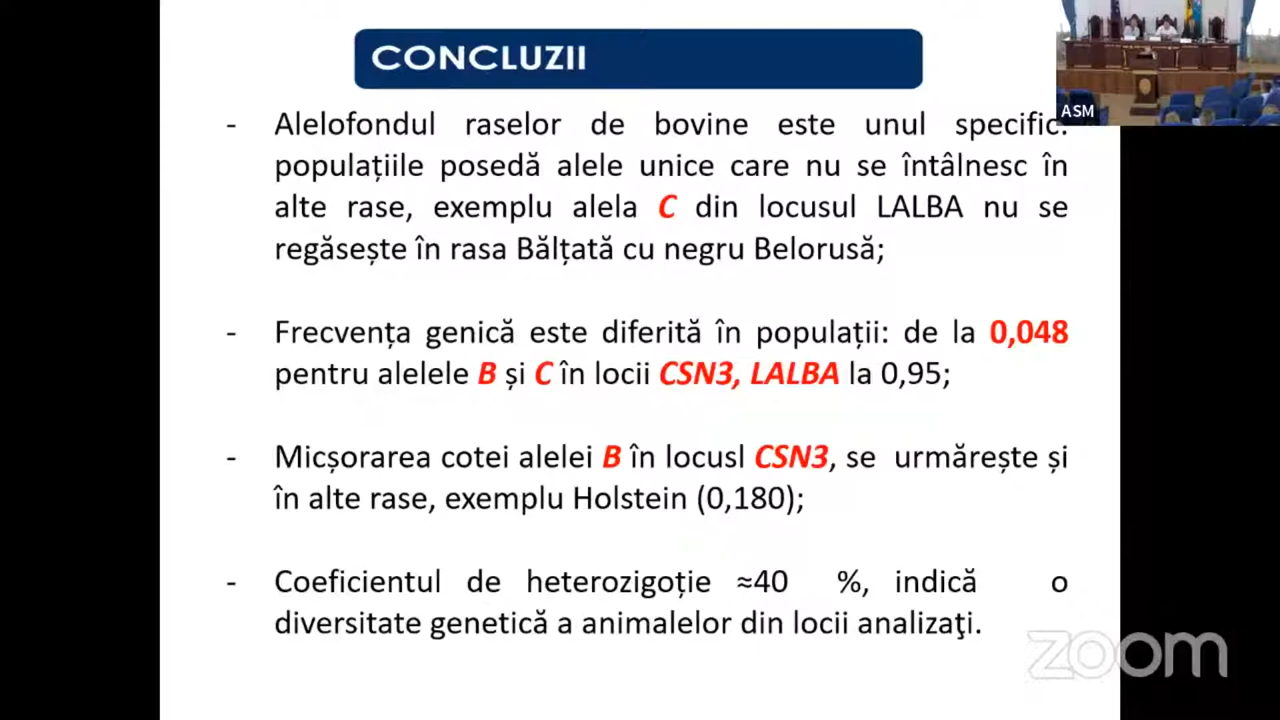 CONCLUZII
ASM
- Alelofondul raselor de bovine este unul specific:
populațiile posedă alele unice care nu se întâlnesc în
alte rase, exemplu alela C din locusul LALBA nu se
regăsește în rasa Bălțată cu negru Belorusă;
- Frecvența genică este diferită în populații: de la 0,048
pentru alelele B și C în locii CSN3, LALBA la 0,95;
- Micșorarea cotei alelei B în locusl CSN3, se urmărește și
în alte rase, exemplu Holstein (0,180);
- Coeficientul de heterozigoție ≈40 %, indică o
diversitate genetică a animalelor din locii analizaţi.
zoom